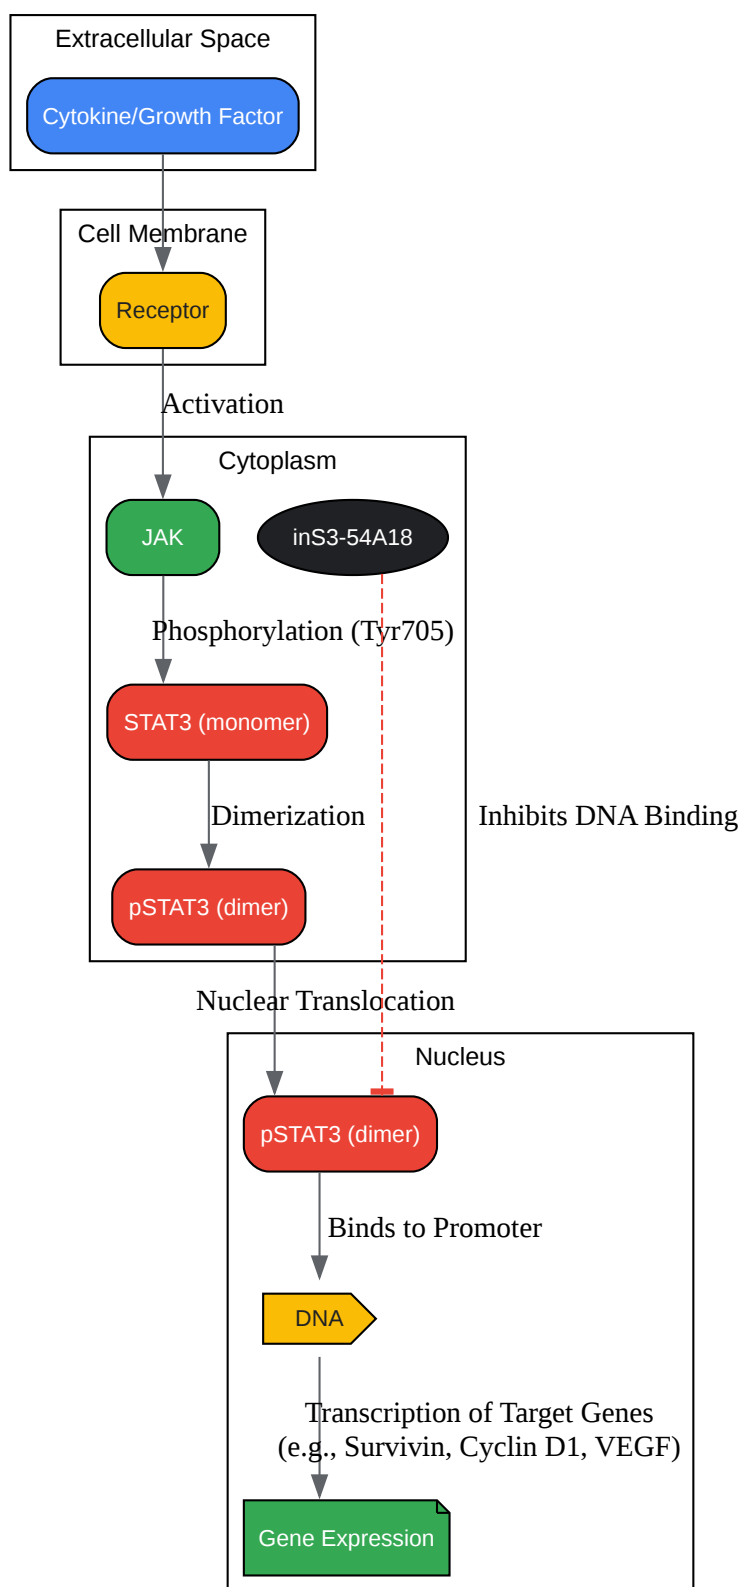 Extracellular Space
Cytokine/Growth Factor
Cell Membrane
Receptor
Activation
Cytoplasm
JAK
inS3-54A18
Phosphorylation (Tyr705)
STAT3 (monomer)
Dimerization
Inhibits DNA Binding
pSTAT3 (dimer)
Nuclear Translocation
Nucleus
pSTAT3 (dimer)
Binds to Promoter
DNA
Transcription of Target Genes
(e.g., Survivin, Cyclin D1, VEGF)
Gene Expression